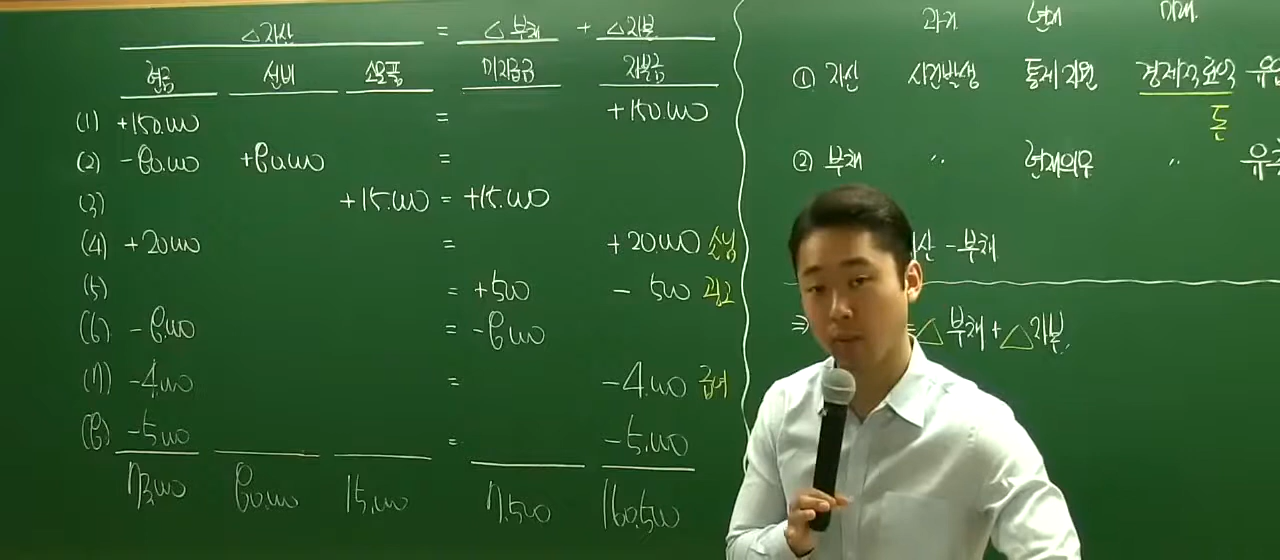 △자산 = △부채 + △자본
현금 설비 소모품 미지급금 자본금
(1) +150,000 = +150,000
(2) -80,000 +80,000 =
(3) +15,000 = +15,000
(4) +20,000 = +20,000 손님
(5) = +500 - 500 광고
(6) -8,000 = -8,000
(7) -4,000 = -4,000 급여
(8) -5,000 = -5,000
73,000 80,000 15,000 7,500 160,500
과거 현재 미래
① 자산 사건발생 통제자원 경제적효익 유입
돈
② 부채 〃 현재의무 〃 유출
산 - 부채
⇒ = △부채 + △자본